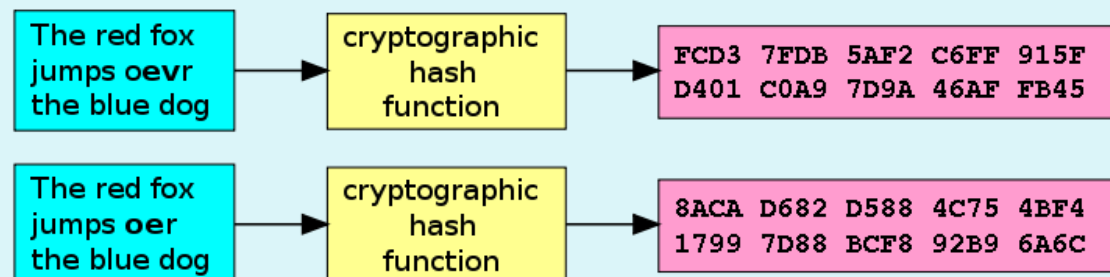 The red fox
jumps oevr
the blue dog
cryptographic
hash
function
FCD3 7FDB 5AF2 C6FF 915F
D401 C0A9 7D9A 46AF FB45
The red fox
jumps oer
the blue dog
cryptographic
hash
function
8ACA D682 D588 4C75 4BF4
1799 7D88 BCF8 92B9 6A6C